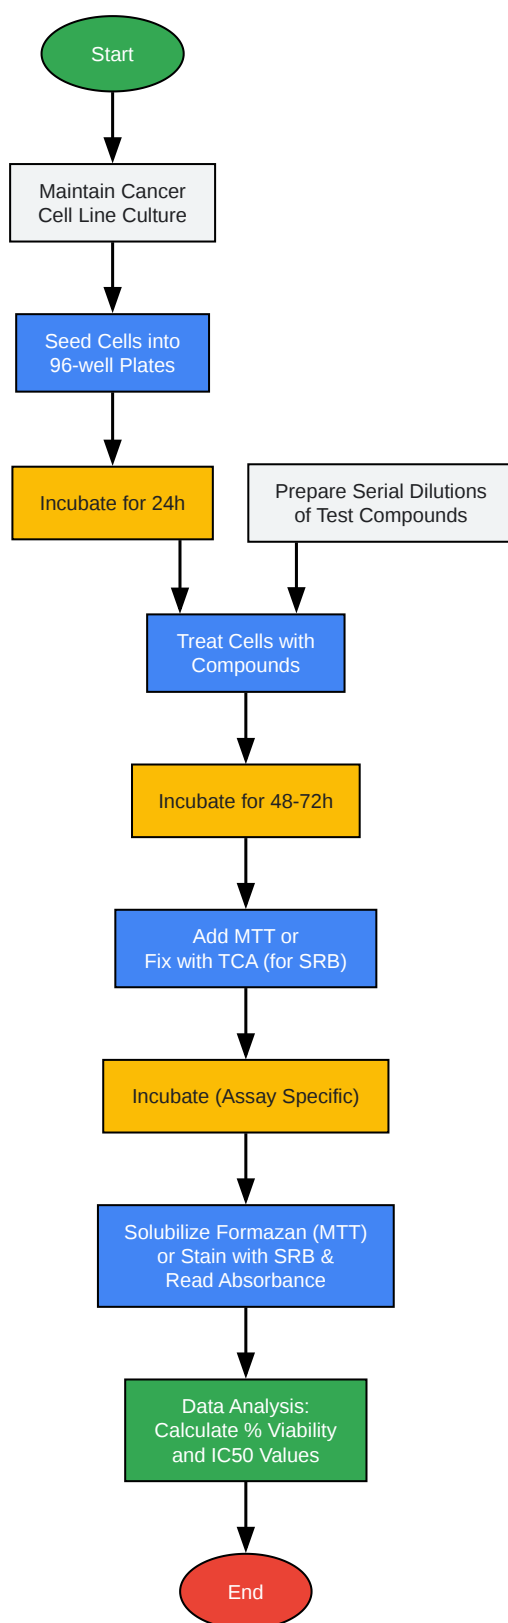 Start
Maintain Cancer
Cell Line Culture
Seed Cells into
96-well Plates
Incubate for 24h
Prepare Serial Dilutions
of Test Compounds
Treat Cells with
Compounds
Incubate for 48-72h
Add MTT or
Fix with TCA (for SRB)
Incubate (Assay Specific)
Solubilize Formazan (MTT)
or Stain with SRB &
Read Absorbance
Data Analysis:
Calculate % Viability
and IC50 Values
End